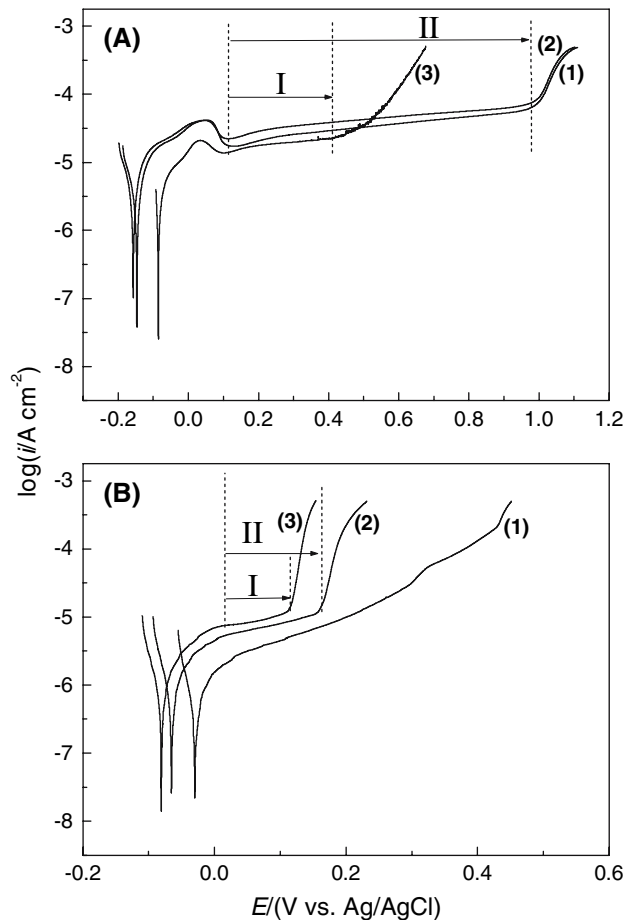 (A)
II
(2)
(1)
(3)
I
-3
-4
-5
-6
-7
-8
-0.2 0.0 0.2 0.4 0.6 0.8 1.0 1.2
log(i/A cm-2)
(B)
(3)
(2)
(1)
II
I
-3
-4
-5
-6
-7
-8
-0.2 0.0 0.2 0.4 0.6
E/(V vs. Ag/AgCl)